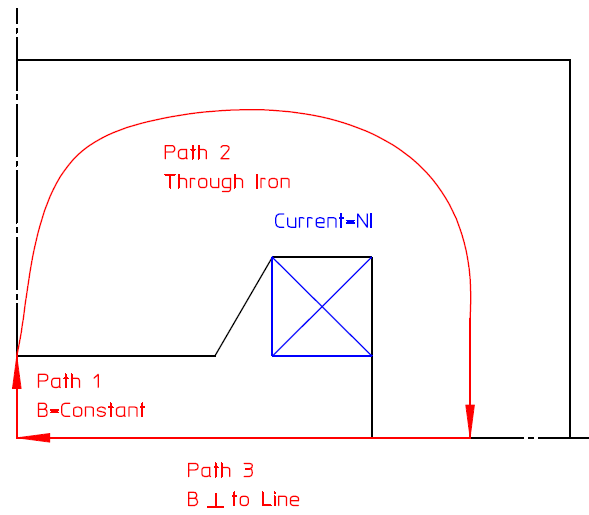 Path 2
Through Iron
Current=NI
Path 1
B=Constant
Path 3
B ⊥ to Line